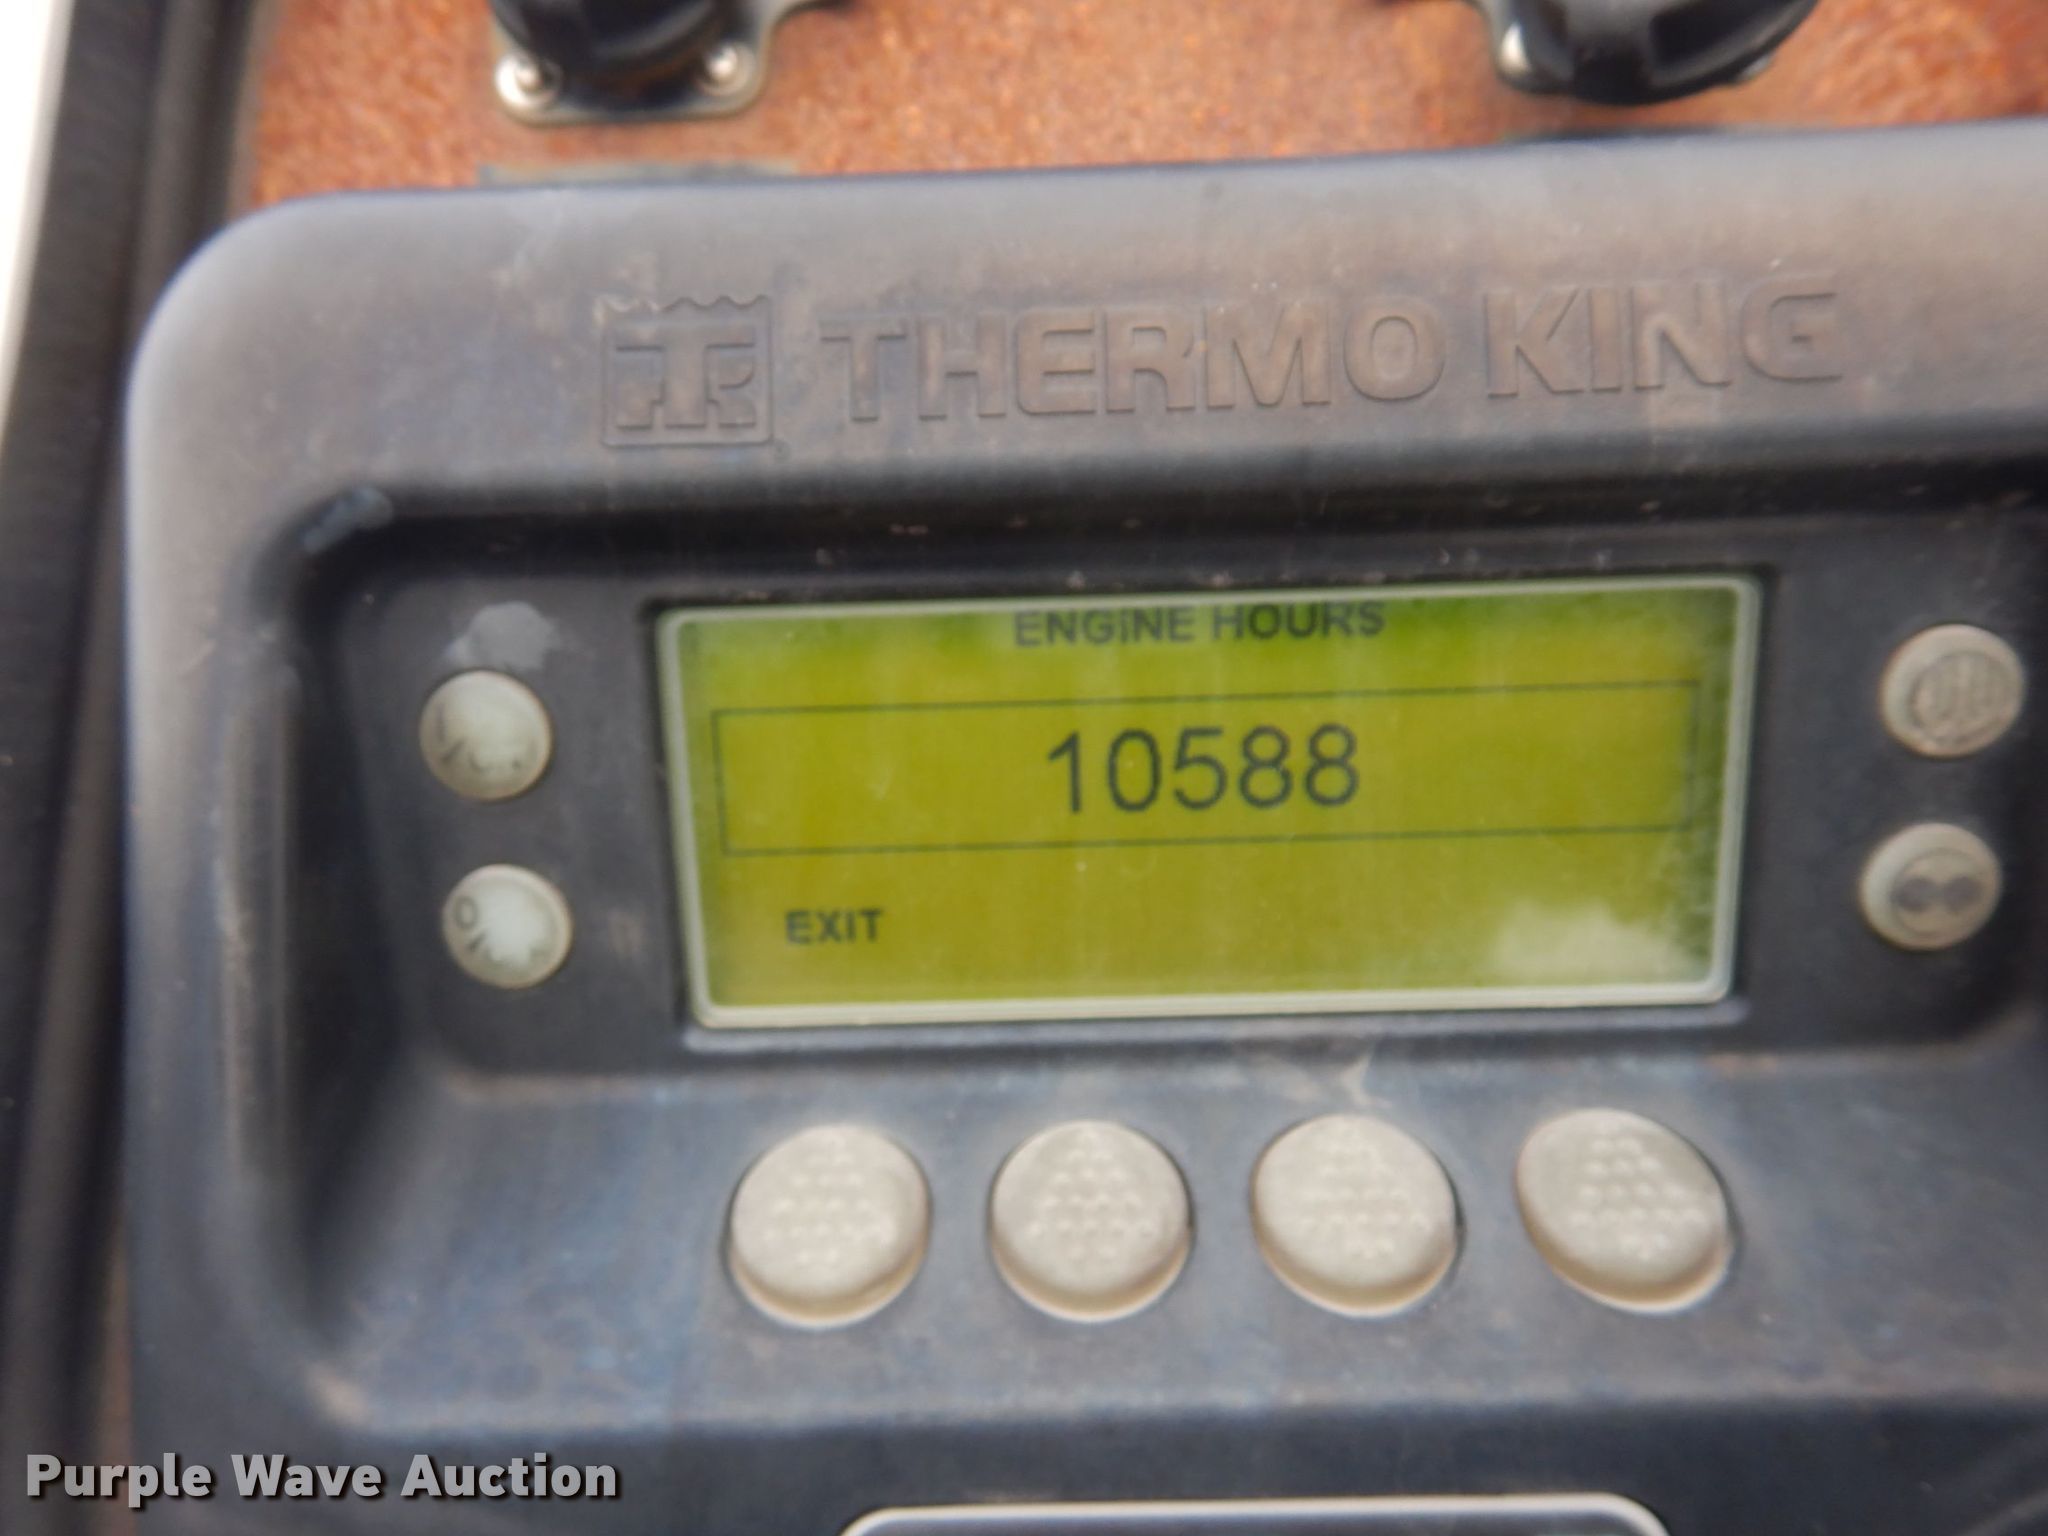 THERMO KING
ENGINE HOURS
10588
EXIT
Purple Wave Auction